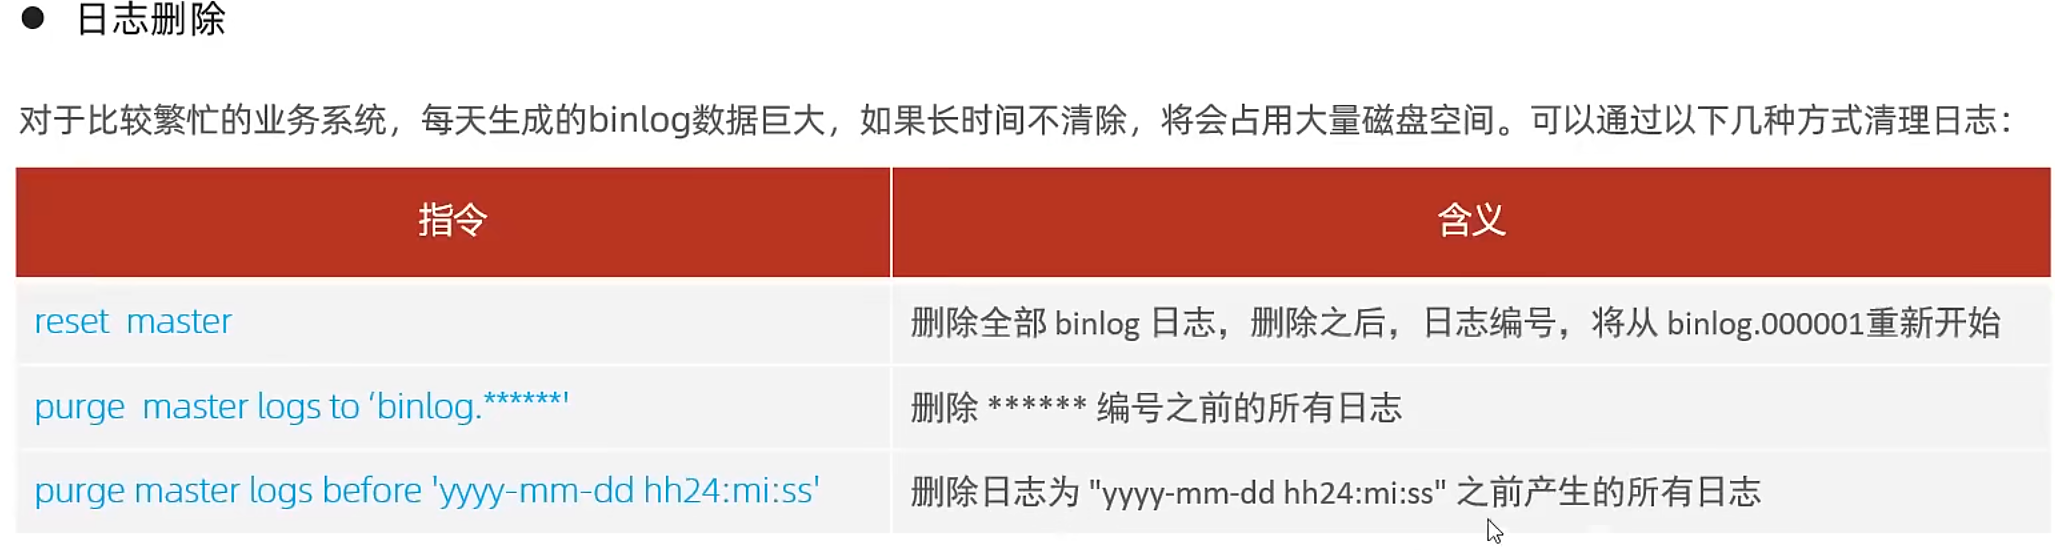 ● 日志删除
对于比较繁忙的业务系统，每天生成的binlog数据巨大，如果长时间不清除，将会占用大量磁盘空间。可以通过以下几种方式清理日志：
指令 含义
reset master 删除全部 binlog 日志，删除之后，日志编号，将从 binlog.000001重新开始
purge master logs to ‘binlog.******' 删除 ****** 编号之前的所有日志
purge master logs before 'yyyy-mm-dd hh24:mi:ss' 删除日志为 "yyyy-mm-dd hh24:mi:ss" 之前产生的所有日志